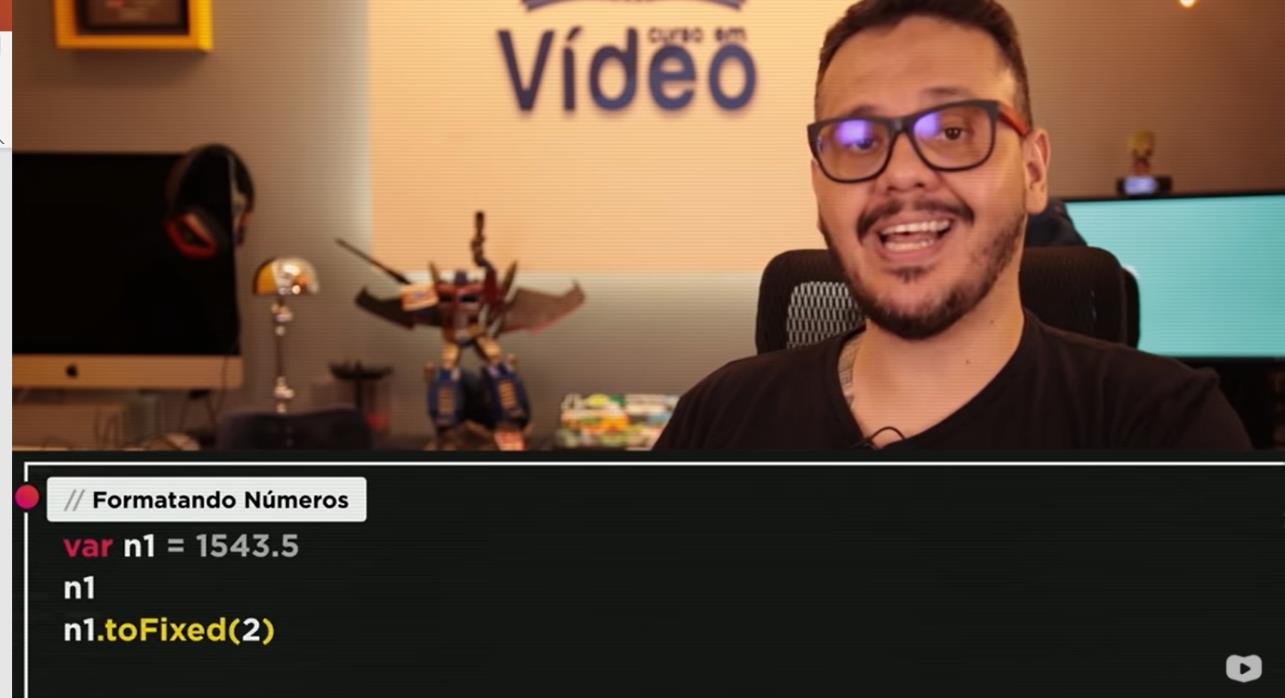 curso em
Vídeo
// Formatando Números
var n1 = 1543.5
n1
n1.toFixed(2)